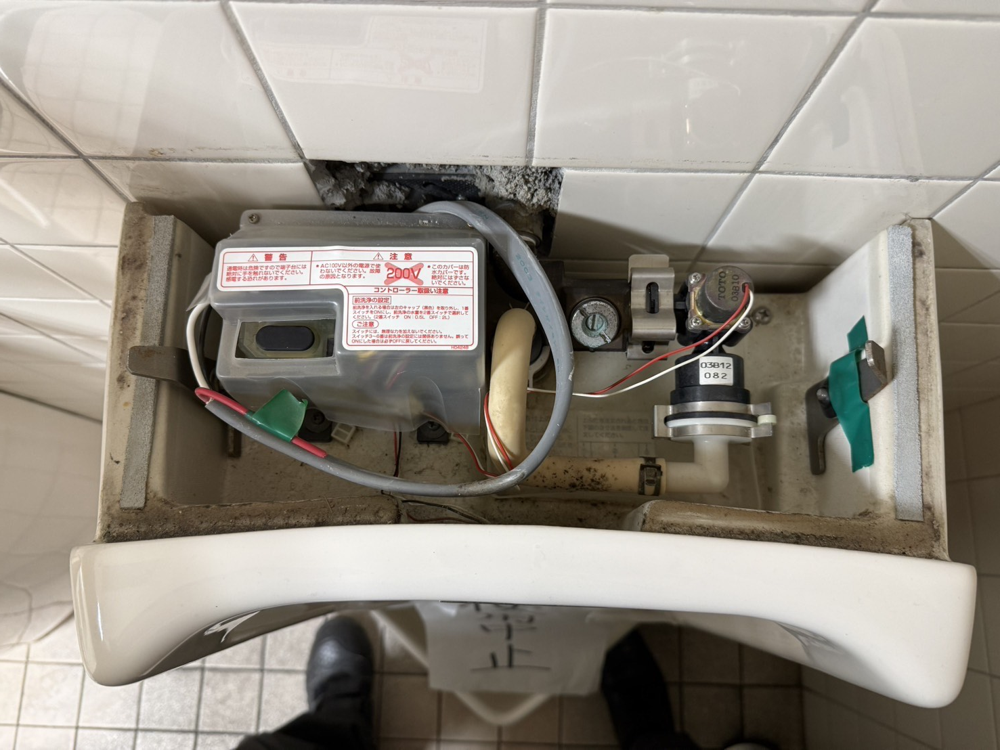 ⚠ 警 告
通電時は危険ですので端子台には
絶対に手を触れないでください。
感電する恐れがあります。
⚠ 注 意
●AC100V以外の電源で使
わないでください。故障
の原因となります。
200V
●このカバーは防
水カバーです。
絶対にはずさな
いでください。
コントローラー取扱い注意
前洗浄の設定
前洗浄を入れる場合は左のキャップ(黒色)を取り外し、1番
スイッチをONにし、前洗浄の水量を2番スイッチで選択して
ください。(2番スイッチ ON:0.5L OFF:2L)
ご注意
スイッチには、無理な力を加えないでください。
スイッチ3~6番は前洗浄の設定には関係ありません。誤って
ONにした場合は必ずOFFに戻してください。
HG424B
2003
TOTO
03B10
03B12
082
止